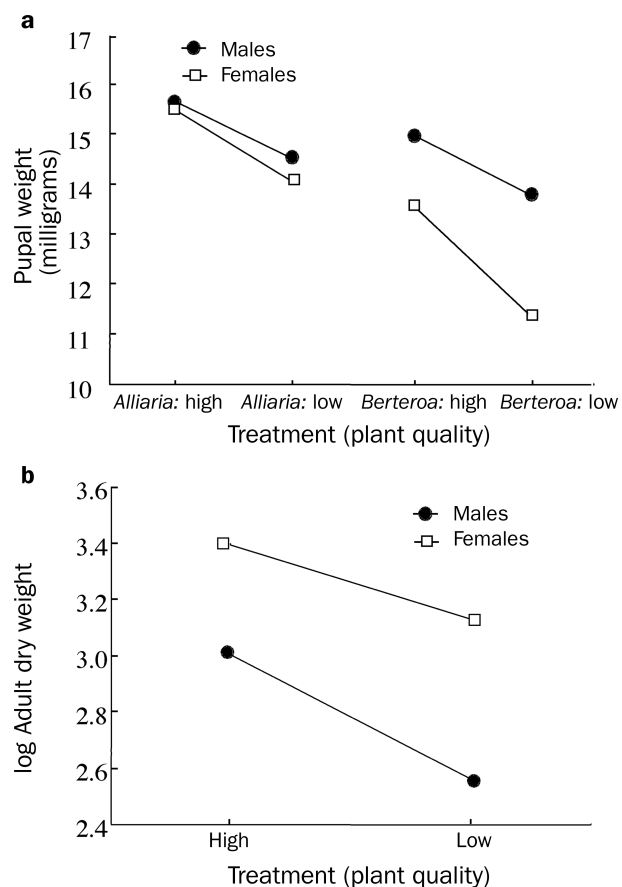 a
17
16
15
14
13
12
11
10
Pupal weight
(milligrams)
Males
Females
Alliaria: high
Alliaria: low
Berteroa: high
Berteroa: low
Treatment (plant quality)
b
3.6
3.4
3.2
3.0
2.8
2.6
2.4
log Adult dry weight
Males
Females
High
Low
Treatment (plant quality)